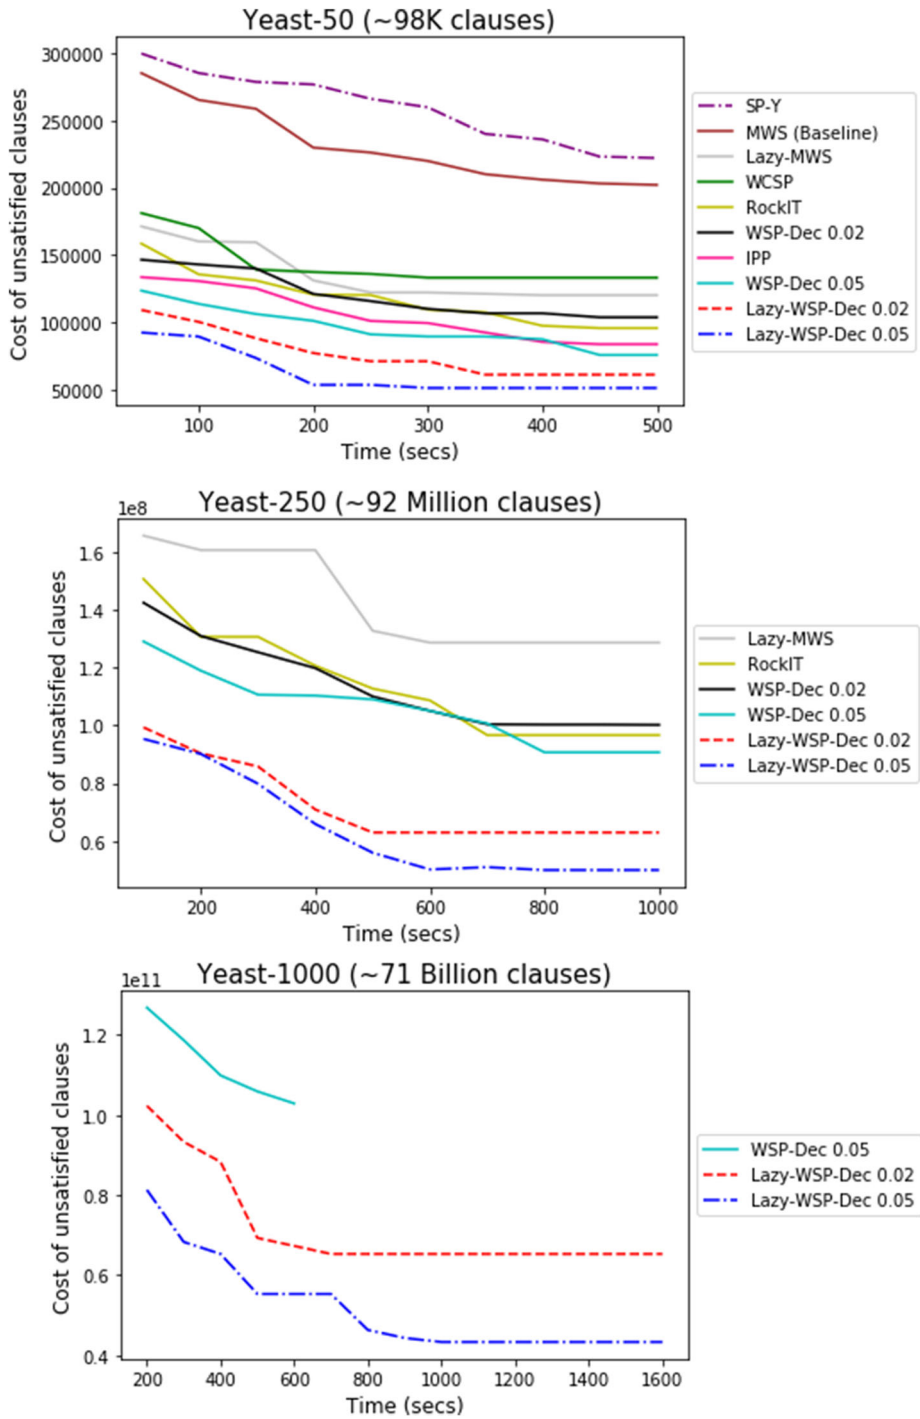 Yeast-50 (~98K clauses)
Cost of unsatisfied clauses
300000
250000
200000
150000
100000
50000
100 200 300 400 500
Time (secs)
SP-Y
MWS (Baseline)
Lazy-MWS
WCSP
RockIT
WSP-Dec 0.02
IPP
WSP-Dec 0.05
Lazy-WSP-Dec 0.02
Lazy-WSP-Dec 0.05
Yeast-250 (~92 Million clauses)
1e8
Cost of unsatisfied clauses
1.6
1.4
1.2
1.0
0.8
0.6
200 400 600 800 1000
Time (secs)
Lazy-MWS
RockIT
WSP-Dec 0.02
WSP-Dec 0.05
Lazy-WSP-Dec 0.02
Lazy-WSP-Dec 0.05
Yeast-1000 (~71 Billion clauses)
1e11
Cost of unsatisfied clauses
1.2
1.0
0.8
0.6
0.4
200 400 600 800 1000 1200 1400 1600
Time (secs)
WSP-Dec 0.05
Lazy-WSP-Dec 0.02
Lazy-WSP-Dec 0.05